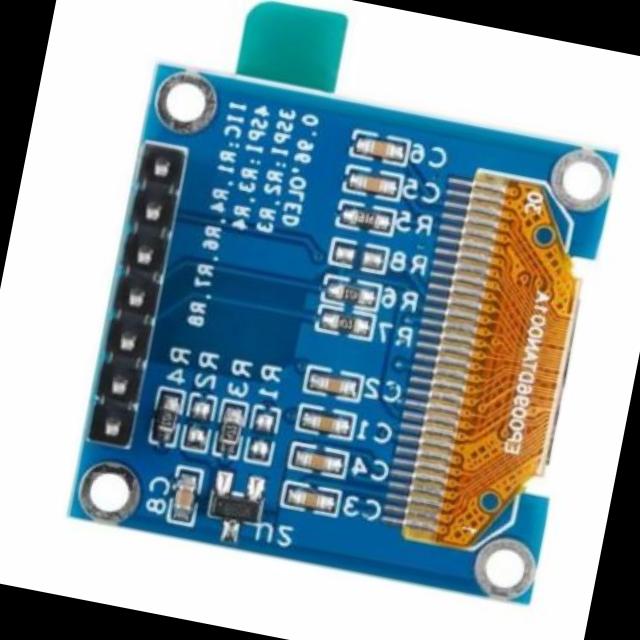 0.96'OLED
3SPI:R2.R3
4SPI:R3.R4
IIC:R1.R4.R6.R7.R8
C6
C5
R5
R8
R6
R7
C2
C1
C4
C3
R1
R3
R2
R4
C8
U2
20
1